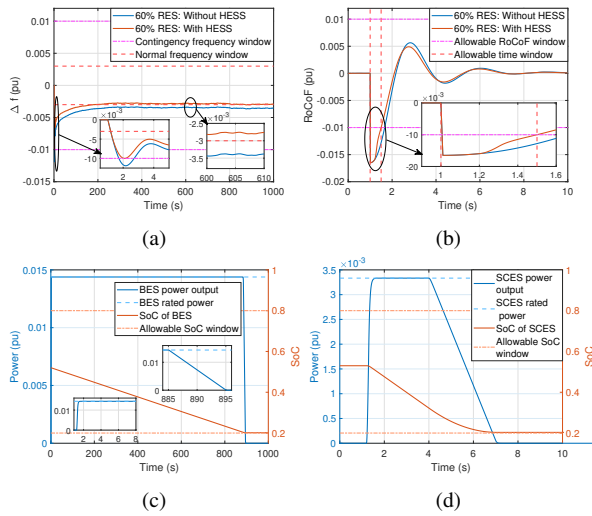 0.015
0.01
0.005
0
-0.005
-0.01
-0.015
Δ f (pu)
60% RES: Without HESS
60% RES: With HESS
Contingency frequency window
Normal frequency window
×10⁻³
0
-5
-10
2 4
-2.5
-3
-3.5
600 605 610
0 200 400 600 800 1000
Time (s)
(a)
0.01
0.005
0
-0.005
-0.01
-0.015
-0.02
RoCoF (pu)
60% RES: Without HESS
60% RES: With HESS
Allowable RoCoF window
Allowable time window
×10⁻³
0
-10
-20
1 1.2 1.4 1.6
0 2 4 6 8 10
Time (s)
(b)
0.015
0.01
0.005
0
Power (pu)
BES power output
BES rated power
SoC of BES
Allowable SoC window
0.01
0
885 890 895
0.01
0
2 4 6 8
1
0.8
0.6
0.4
0.2
SoC
0 200 400 600 800 1000
Time (s)
(c)
×10⁻³
3.5
3
2.5
2
1.5
1
0.5
0
Power (pu)
SCES power
output
SCES rated
power
SoC of SCES
Allowable SoC
window
1
0.8
0.6
0.4
0.2
SoC
0 2 4 6 8 10
Time (s)
(d)